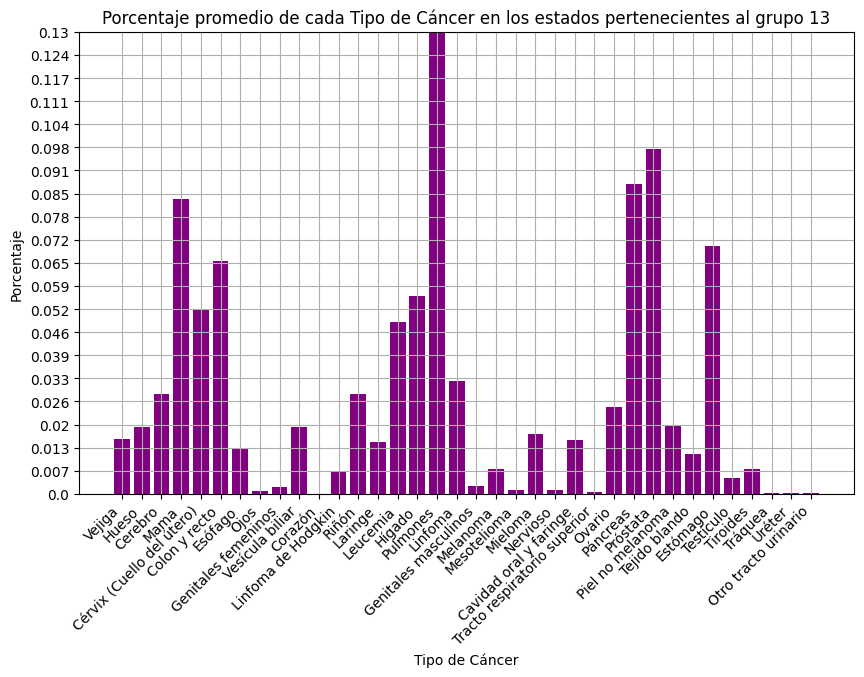 Porcentaje promedio de cada Tipo de Cáncer en los estados pertenecientes al grupo 13
Porcentaje
0.13
0.124
0.117
0.111
0.104
0.098
0.091
0.085
0.078
0.072
0.065
0.059
0.052
0.046
0.039
0.033
0.026
0.02
0.013
0.007
0.0
Vejiga
Hueso
Cerebro
Mama
Cérvix (Cuello del útero)
Colon y recto
Esófago
Ojos
Genitales femeninos
Vesícula biliar
Corazón
Linfoma de Hodgkin
Riñón
Laringe
Leucemia
Hígado
Pulmones
Linfoma
Genitales masculinos
Melanoma
Mesotelioma
Mieloma
Nervioso
Cavidad oral y faringe
Tracto respiratorio superior
Ovario
Páncreas
Próstata
Piel no melanoma
Tejido blando
Estómago
Testículo
Tiroides
Tráquea
Uréter
Otro tracto urinario
Tipo de Cáncer